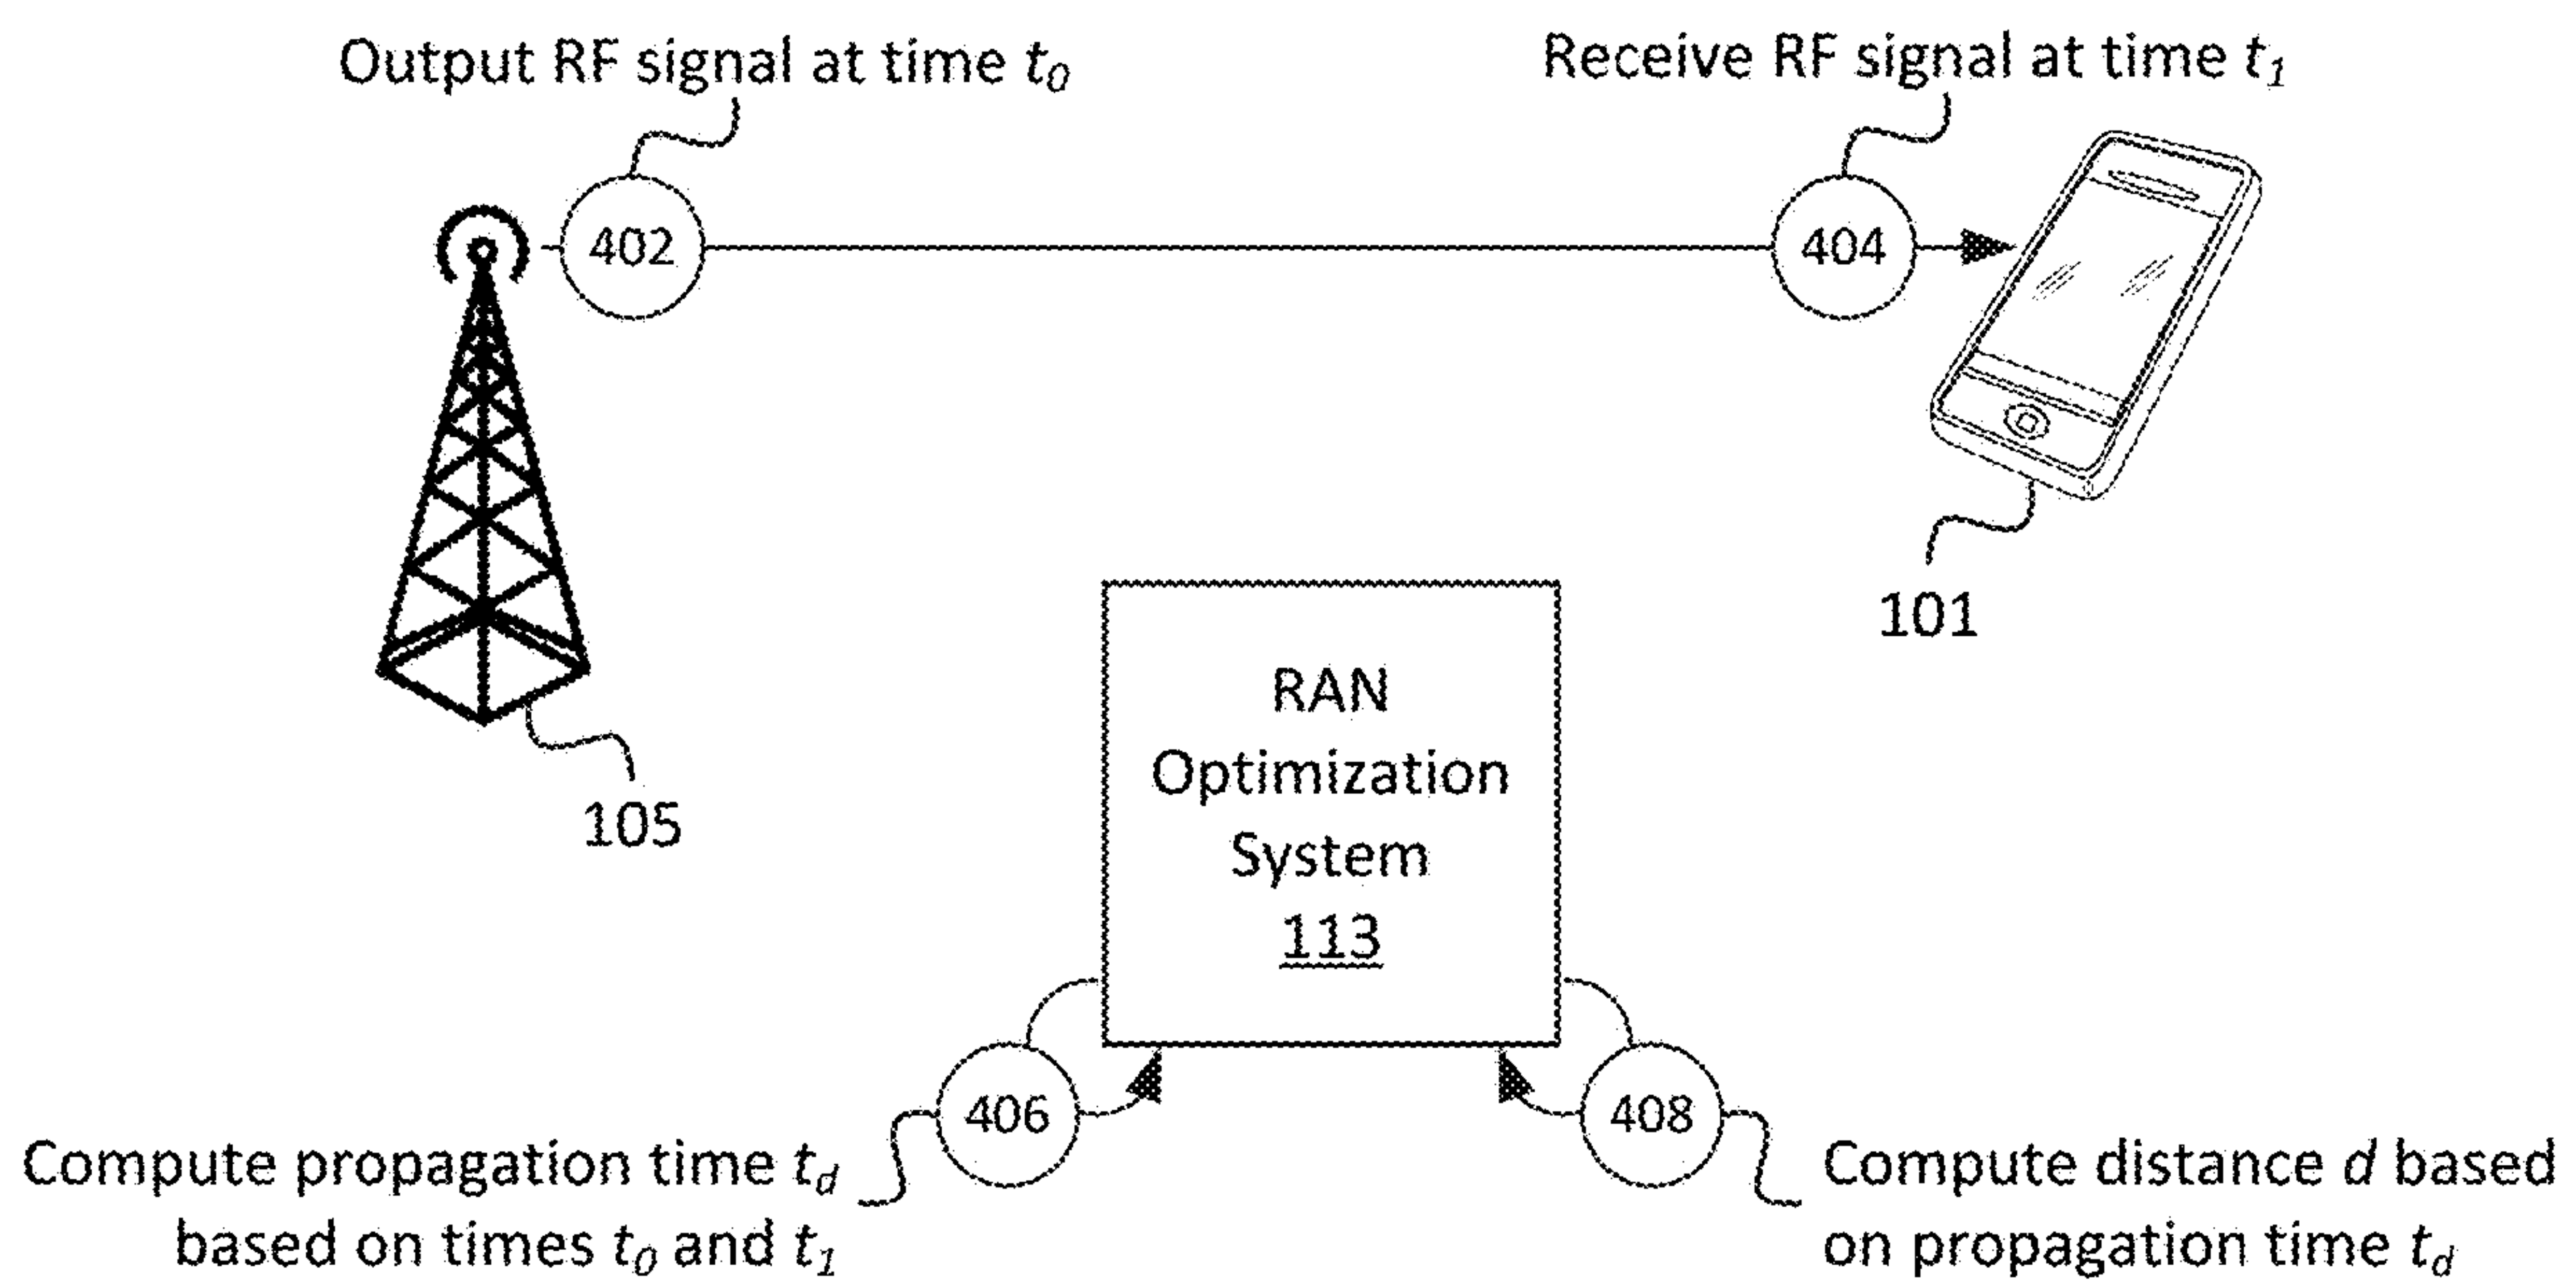 Output RF signal at time t0
Receive RF signal at time t1
402
404
101
105
RAN
Optimization
System
113
406
408
Compute propagation time td
based on times t0 and t1
Compute distance d based
on propagation time td